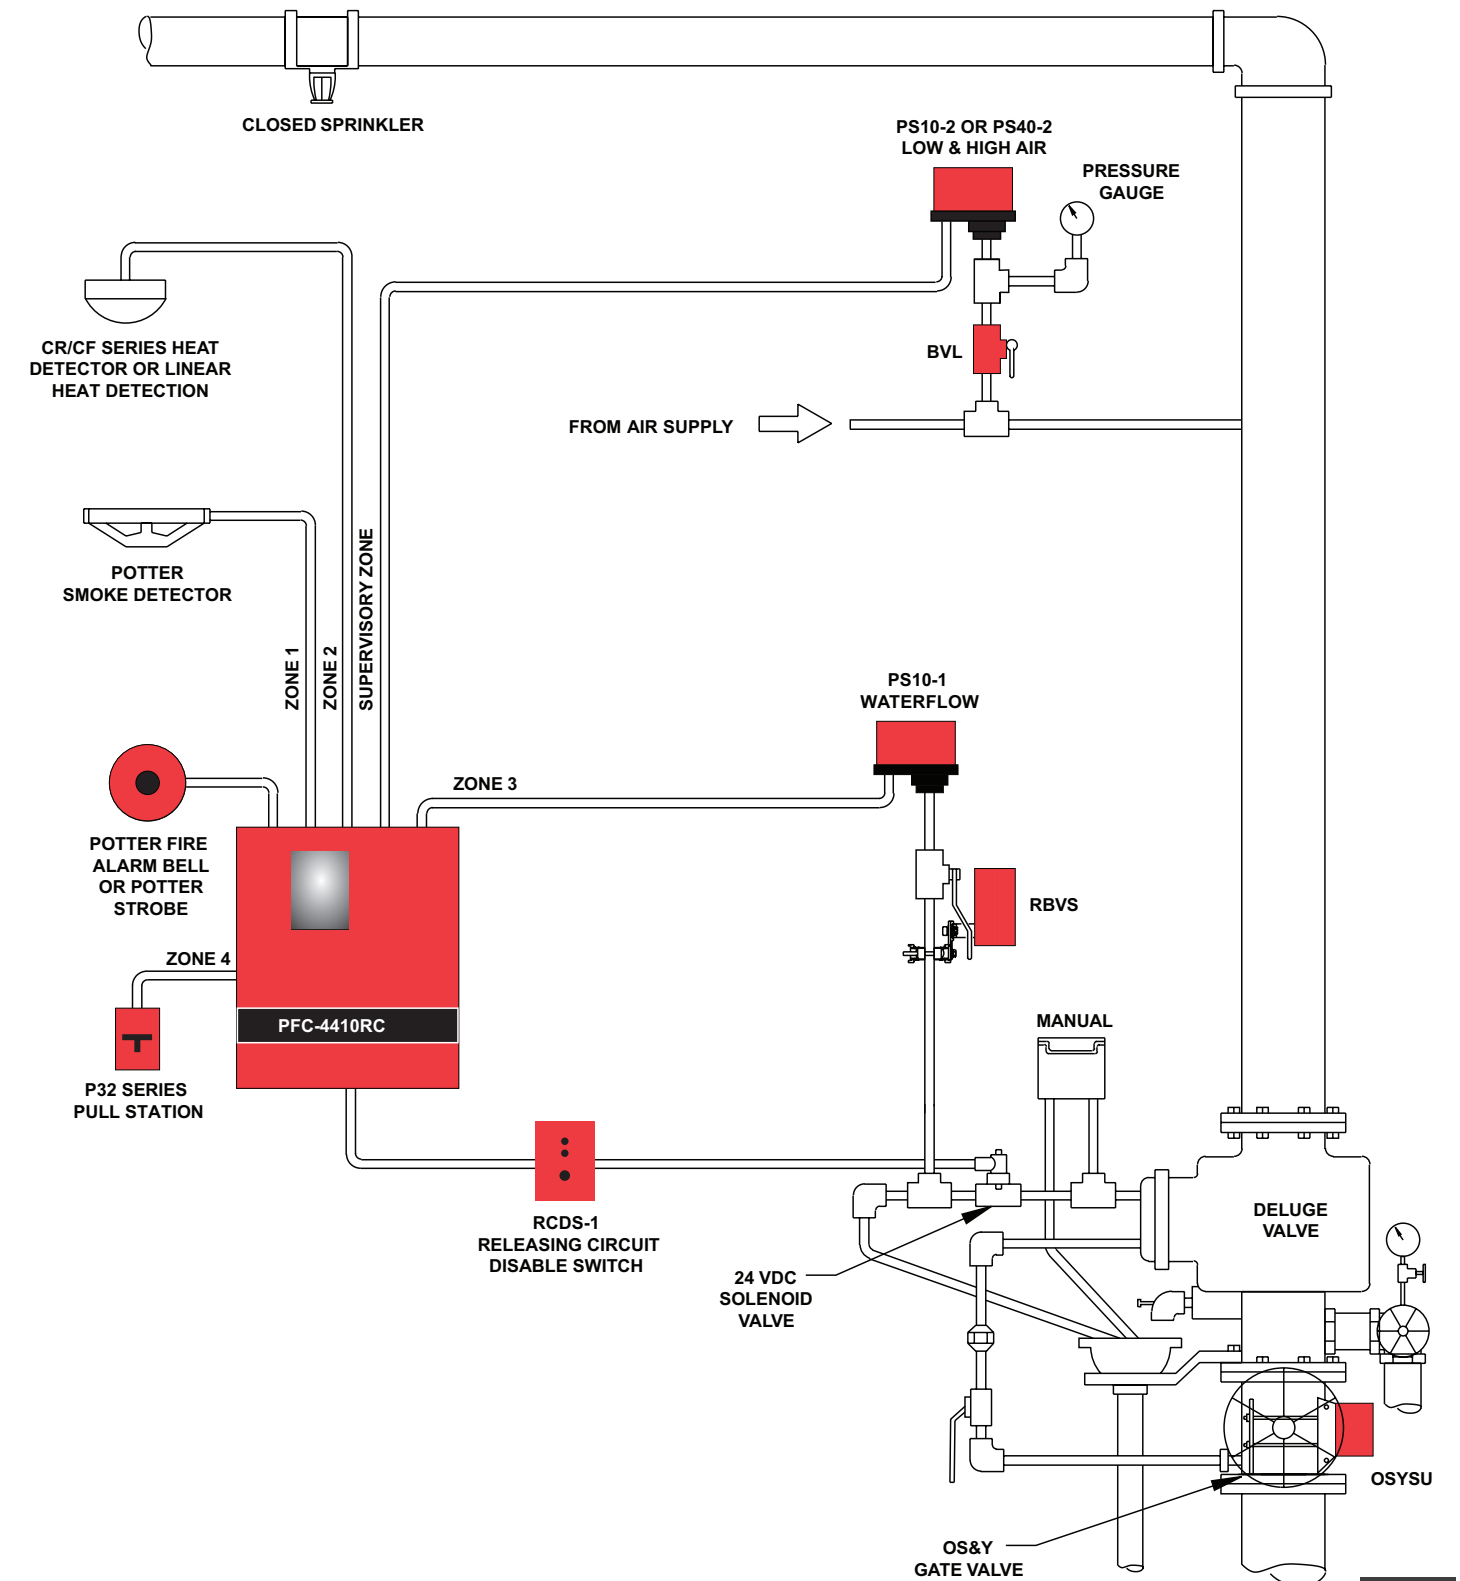 CLOSED SPRINKLER
PS10-2 OR PS40-2
LOW & HIGH AIR
PRESSURE
GAUGE
CR/CF SERIES HEAT
DETECTOR OR LINEAR
HEAT DETECTION
BVL
FROM AIR SUPPLY
POTTER
SMOKE DETECTOR
ZONE 1
ZONE 2
SUPERVISORY ZONE
PS10-1
WATERFLOW
ZONE 3
POTTER FIRE
ALARM BELL
OR POTTER
STROBE
RBVS
ZONE 4
PFC-4410RC
MANUAL
P32 SERIES
PULL STATION
RCDS-1
RELEASING CIRCUIT
DISABLE SWITCH
DELUGE
VALVE
24 VDC
SOLENOID
VALVE
OSYSU
OS&Y
GATE VALVE